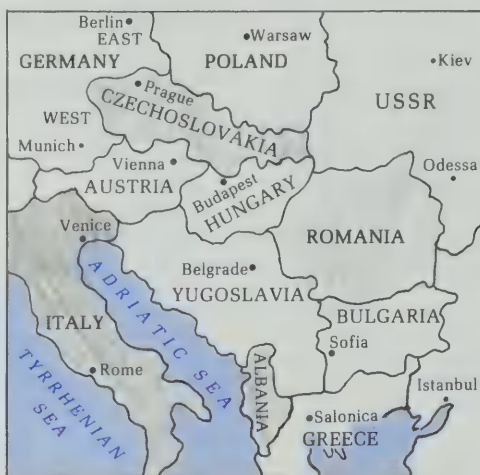 Berlin
EAST
GERMANY
Warsaw
POLAND
Kiev
USSR
Prague
CZECHOSLOVAKIA
WEST
Munich
Vienna
AUSTRIA
Budapest
HUNGARY
Odessa
Venice
ROMANIA
Belgrade
YUGOSLAVIA
ADRIATIC SEA
ITALY
BULGARIA
Sofia
TYRRHENIAN
SEA
Rome
ALBANIA
Salonica
GREECE
Istanbul